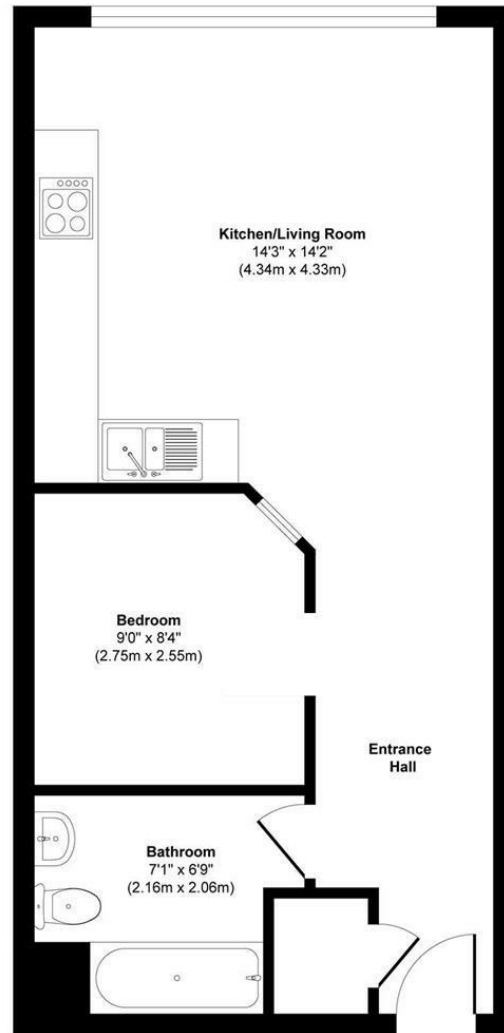 Kitchen/Living Room
14'3" x 14'2"
(4.34m x 4.33m)
Bedroom
9'0" x 8'4"
(2.75m x 2.55m)
Entrance
Hall
Bathroom
7'1" x 6'9"
(2.16m x 2.06m)